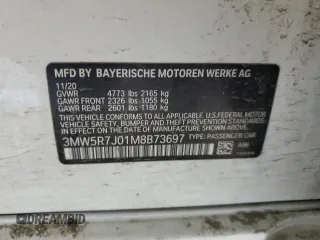 MFD BY BAYERISCHE MOTOREN WERKE AG
11/20
GVWR 4773 lbs 2165 kg
GAWR FRONT 2326 lbs 1055 kg
GAWR REAR 2601 lbs 1180 kg
THIS VEHICLE CONFORMS TO ALL APPLICABLE
FEDERAL MOTOR VEHICLE SAFETY, BUMPER,
AND THEFT PREVENTION STANDARDS IN EFFECT
ON THE DATE OF MANUFACTURE SHOWN ABOVE.
3MW5R7J01M8B73697 TYPE: PASSENGER CAR
A96